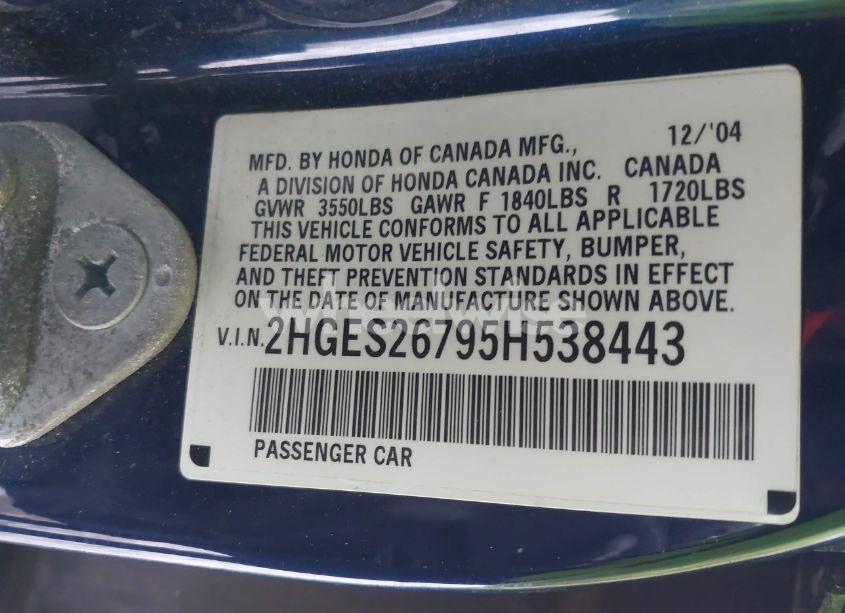 MFD. BY HONDA OF CANADA MFG., 12/'04
A DIVISION OF HONDA CANADA INC. CANADA
GVWR 3550LBS GAWR F 1840LBS R 1720LBS
THIS VEHICLE CONFORMS TO ALL APPLICABLE
FEDERAL MOTOR VEHICLE SAFETY, BUMPER,
AND THEFT PREVENTION STANDARDS IN EFFECT
ON THE DATE OF MANUFACTURE SHOWN ABOVE.
V.I.N. 2HGES26795H538443
PASSENGER CAR